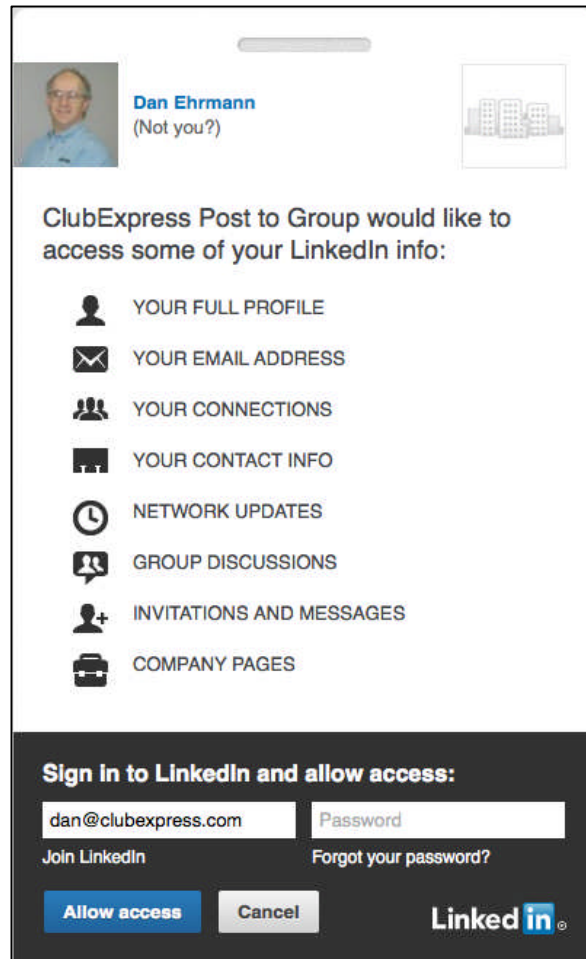 Dan Ehrmann
(Not you?)
ClubExpress Post to Group would like to
access some of your LinkedIn info:
YOUR FULL PROFILE
YOUR EMAIL ADDRESS
YOUR CONNECTIONS
YOUR CONTACT INFO
NETWORK UPDATES
GROUP DISCUSSIONS
INVITATIONS AND MESSAGES
COMPANY PAGES
Sign in to LinkedIn and allow access:
dan@clubexpress.com Password
Join LinkedIn Forgot your password?
Allow access Cancel Linked in ®